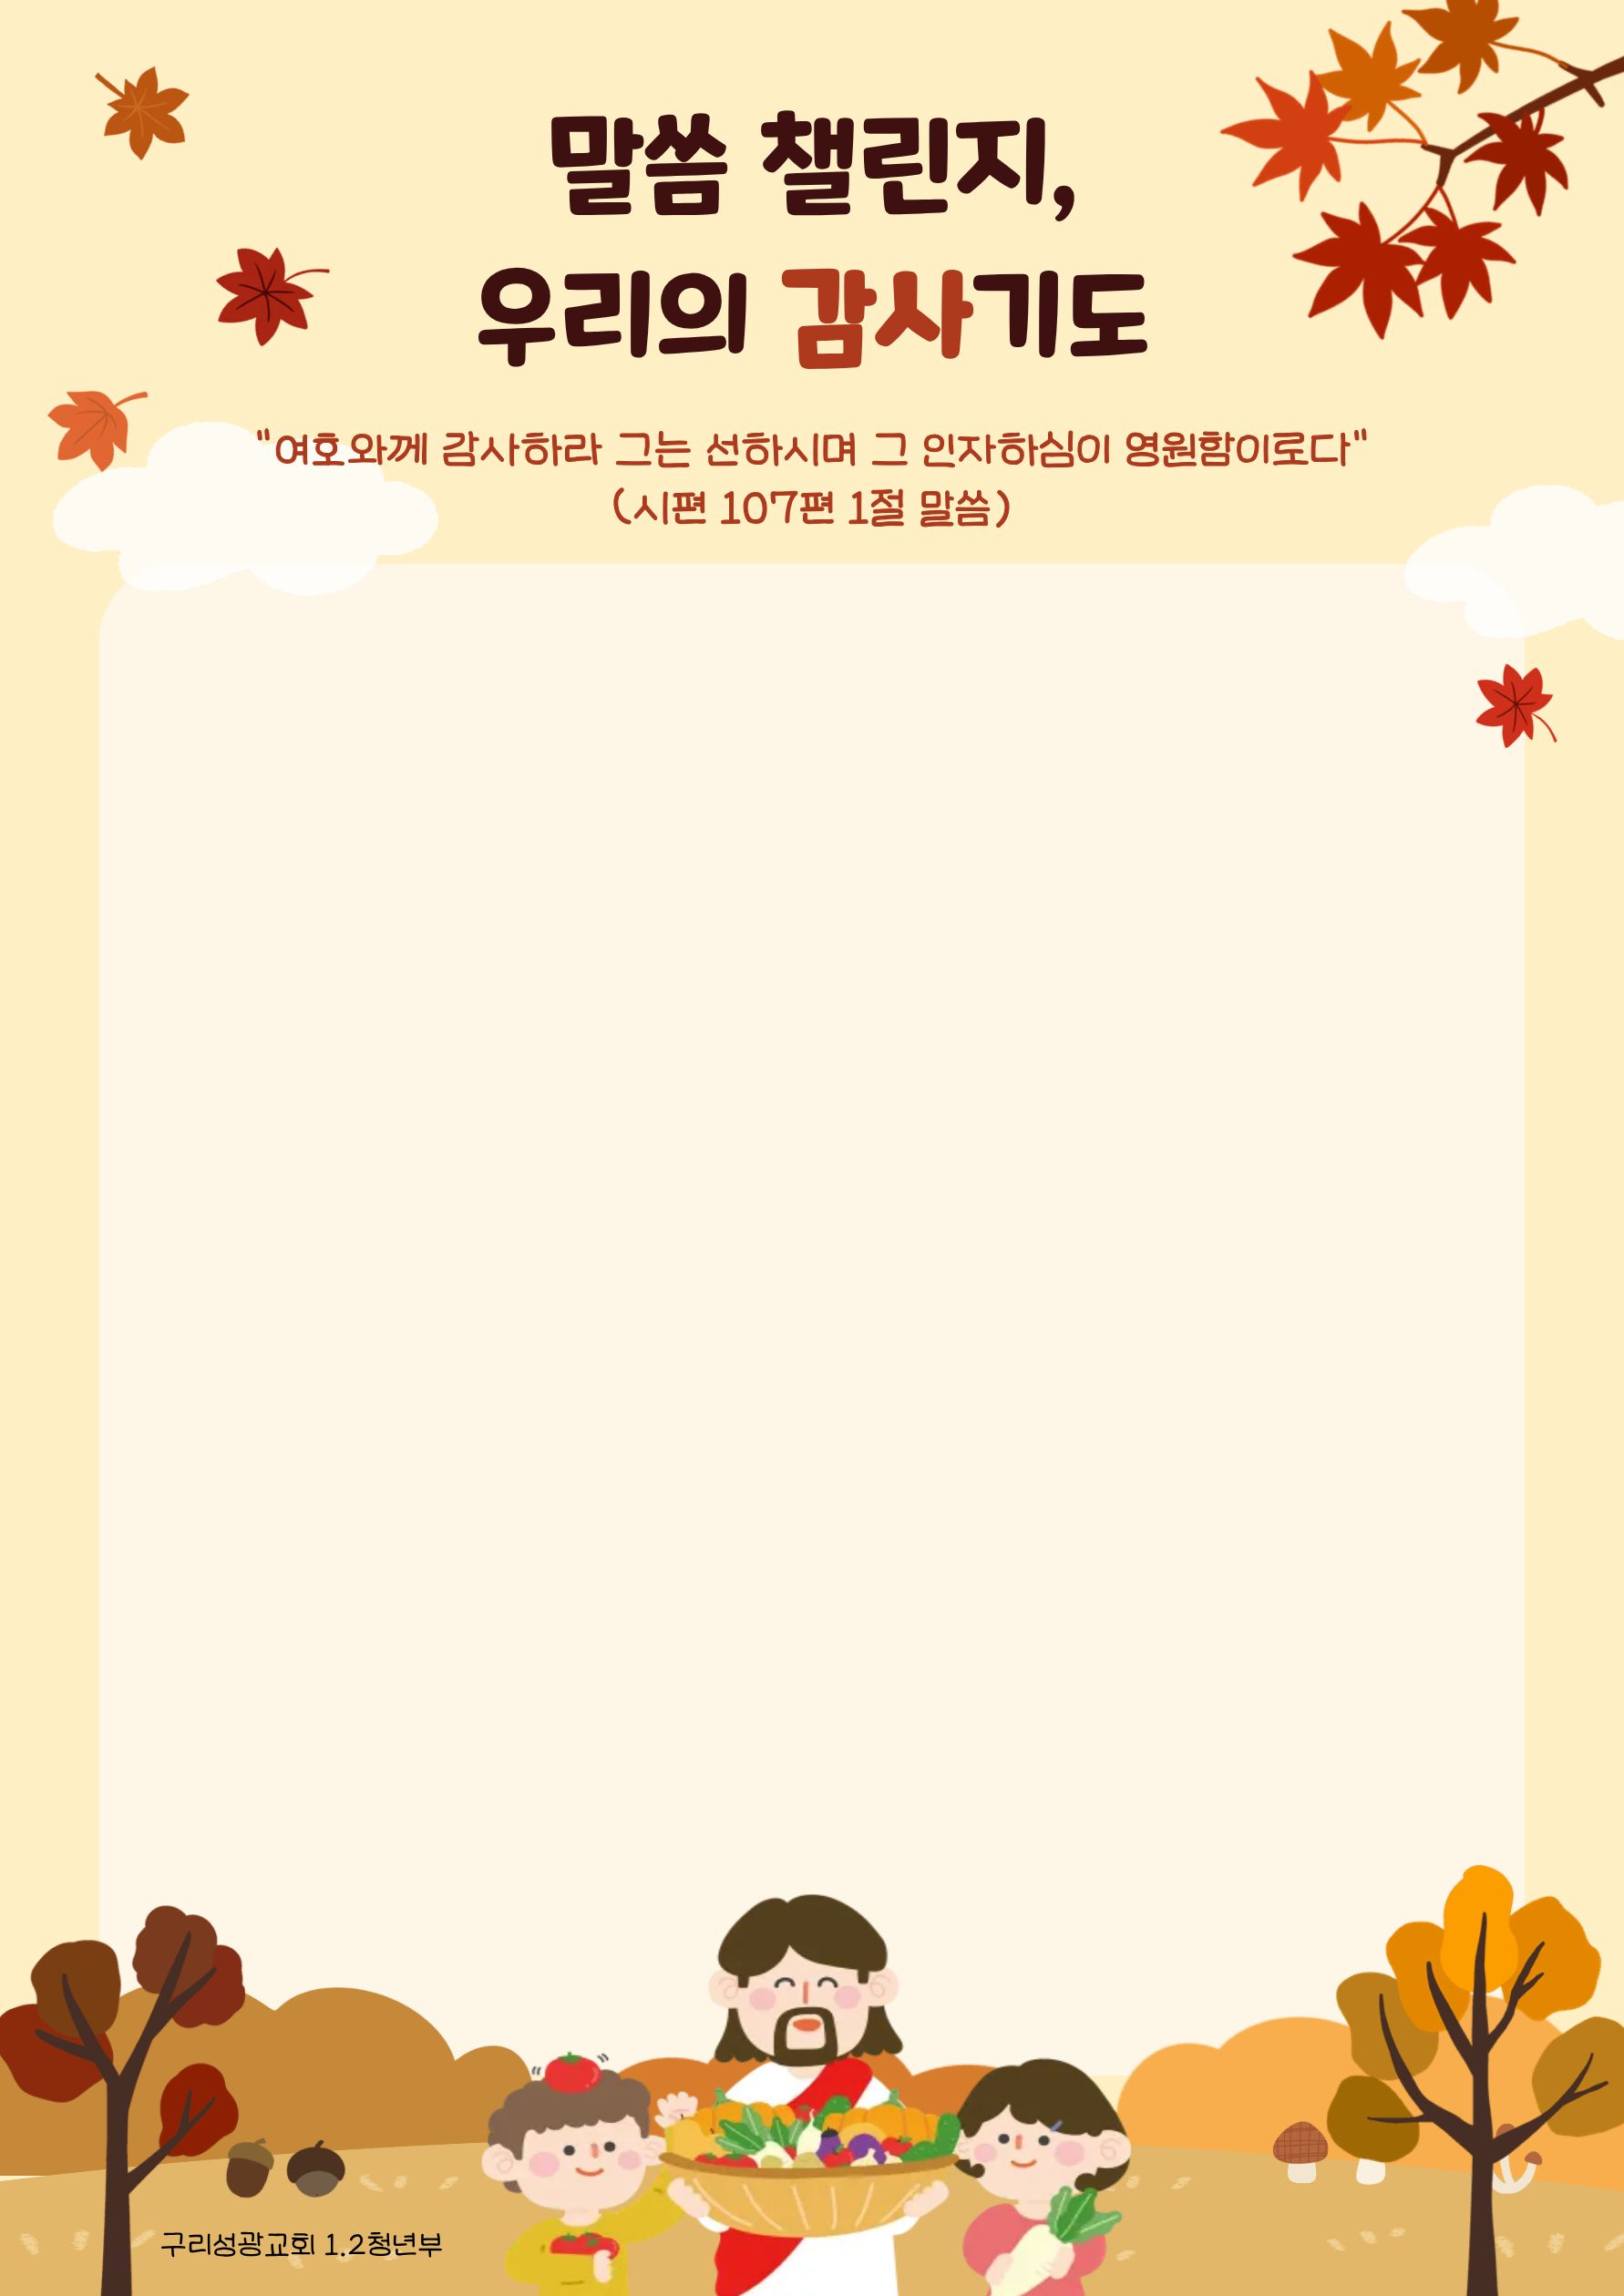 말씀 챌린지,
우리의 감사기도
"여호와께 감사하라 그는 선하시며 그 인자하심이 영원함이로다"
(시편 107편 1절 말씀)
구리성광교회 1.2청년부